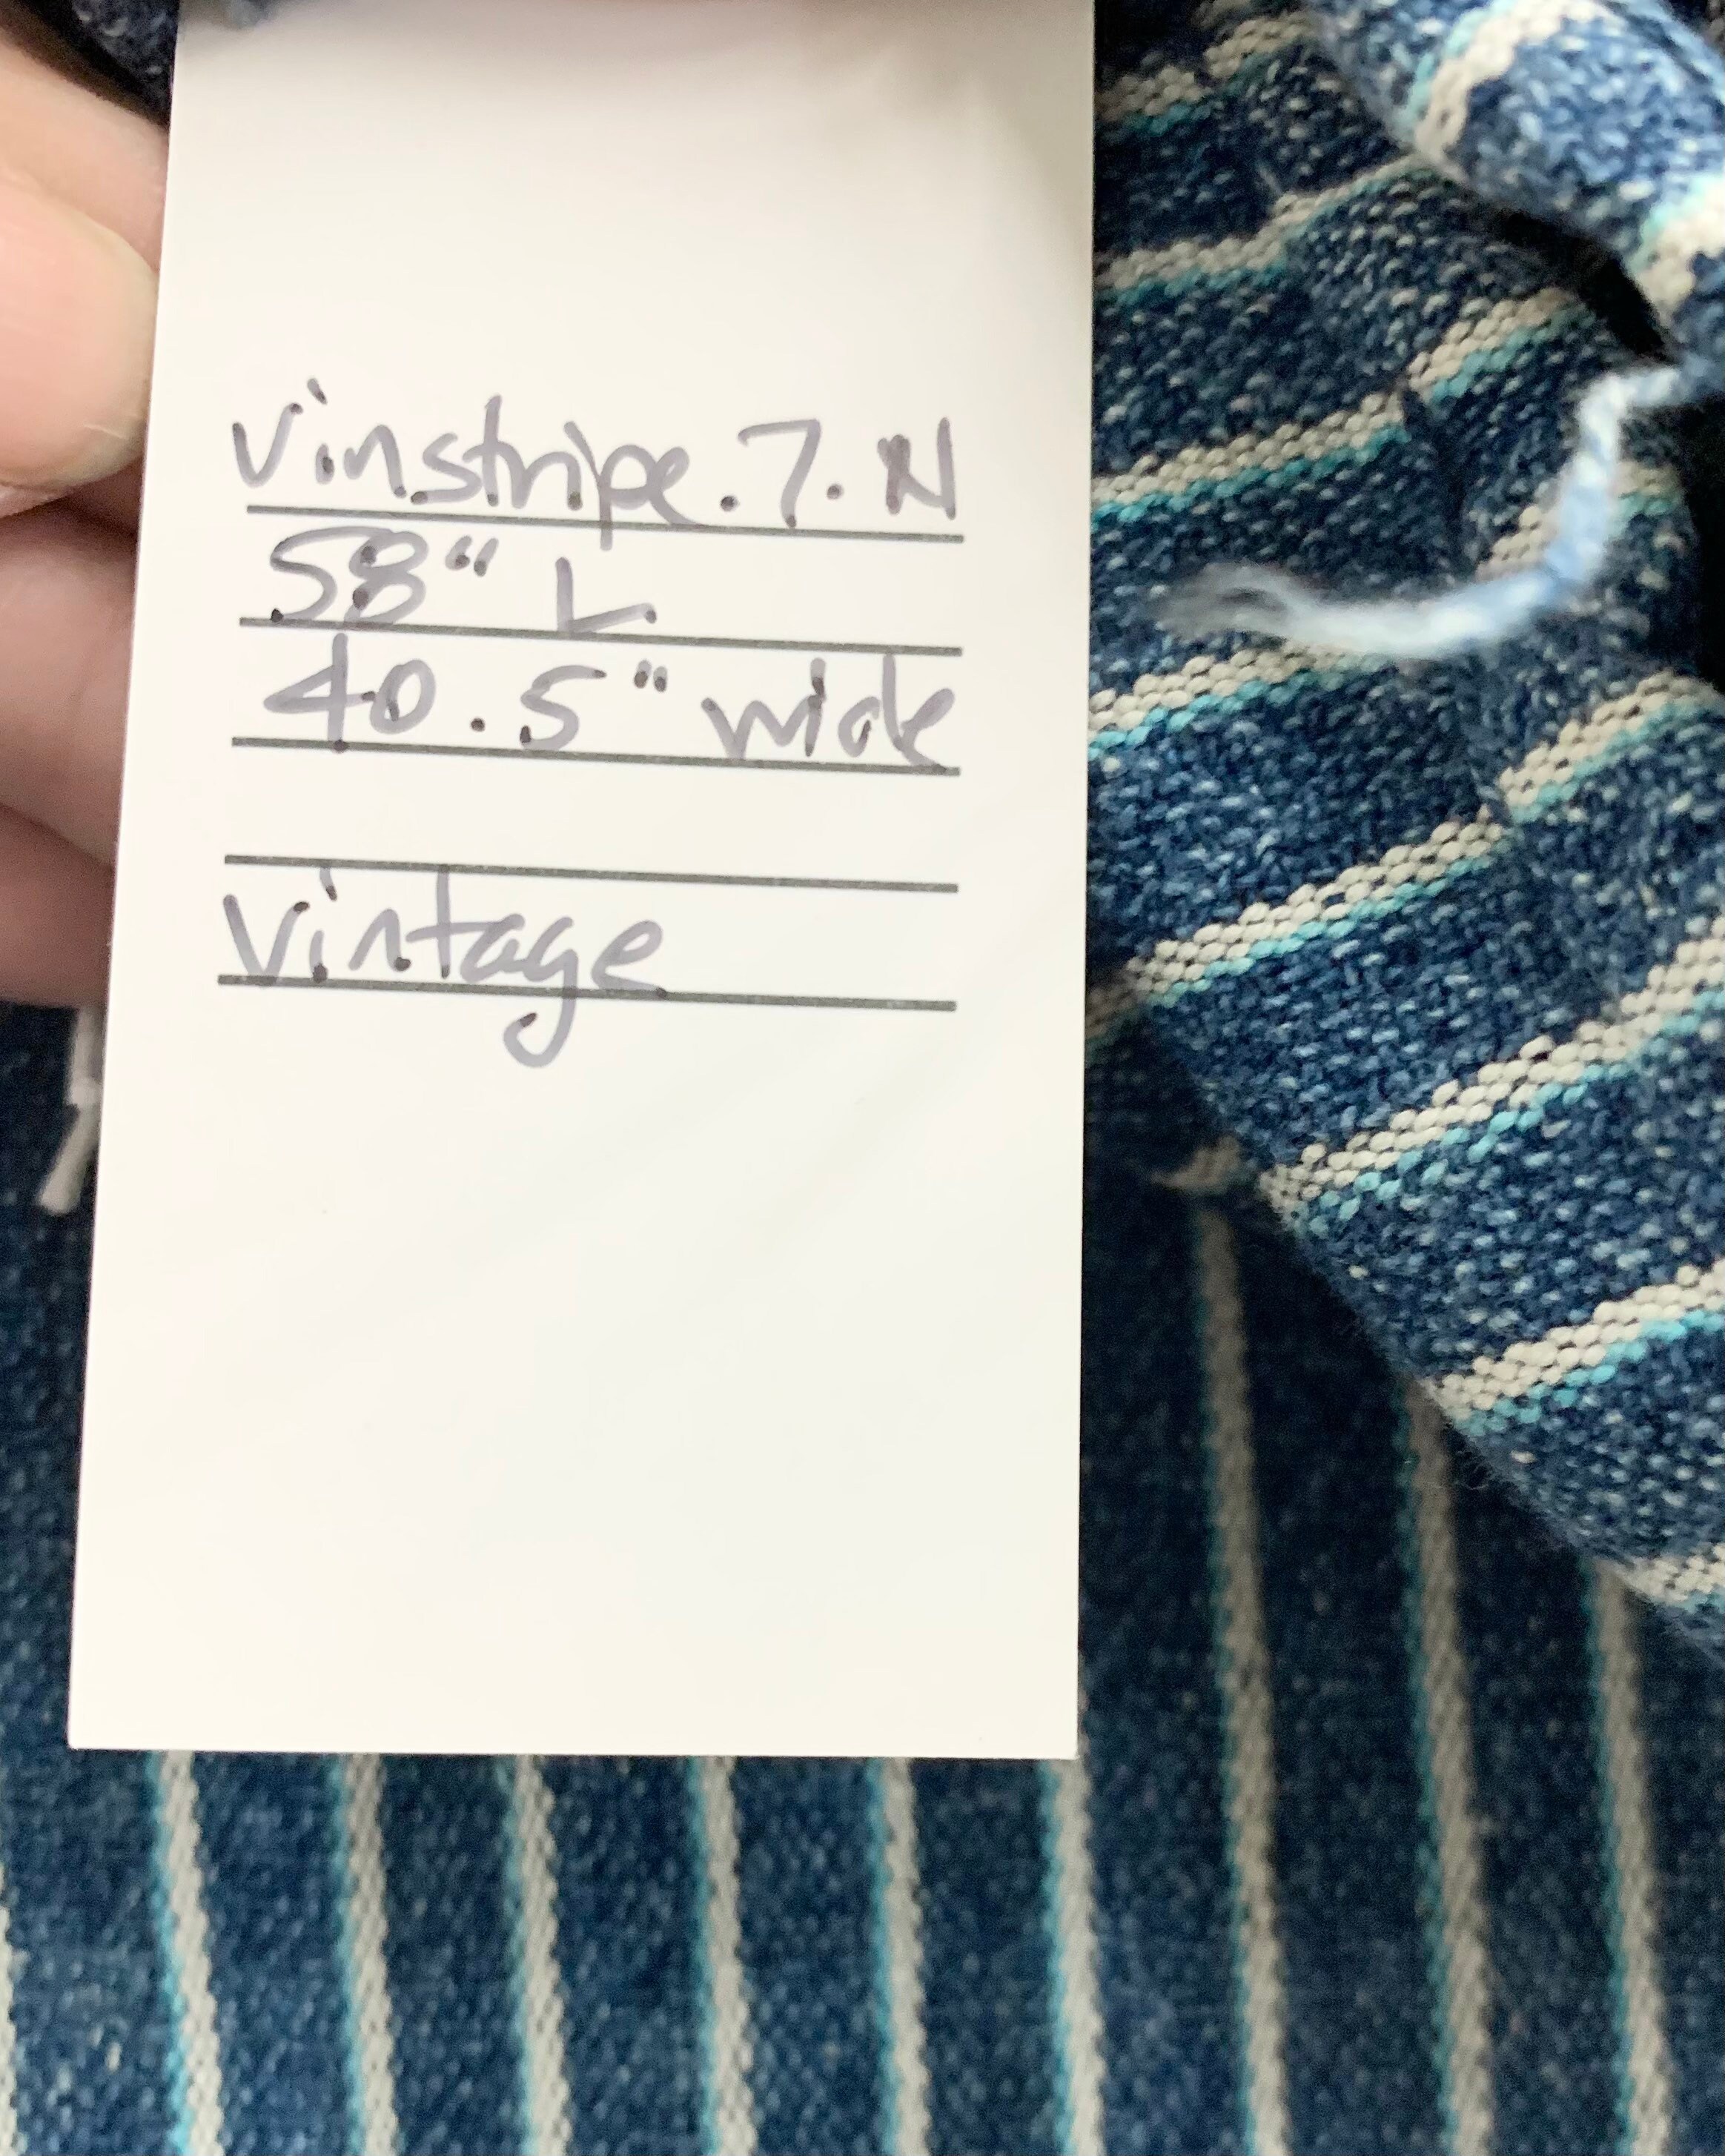 Vinstripe.7.N
58" L
40.5" wide
Vintage